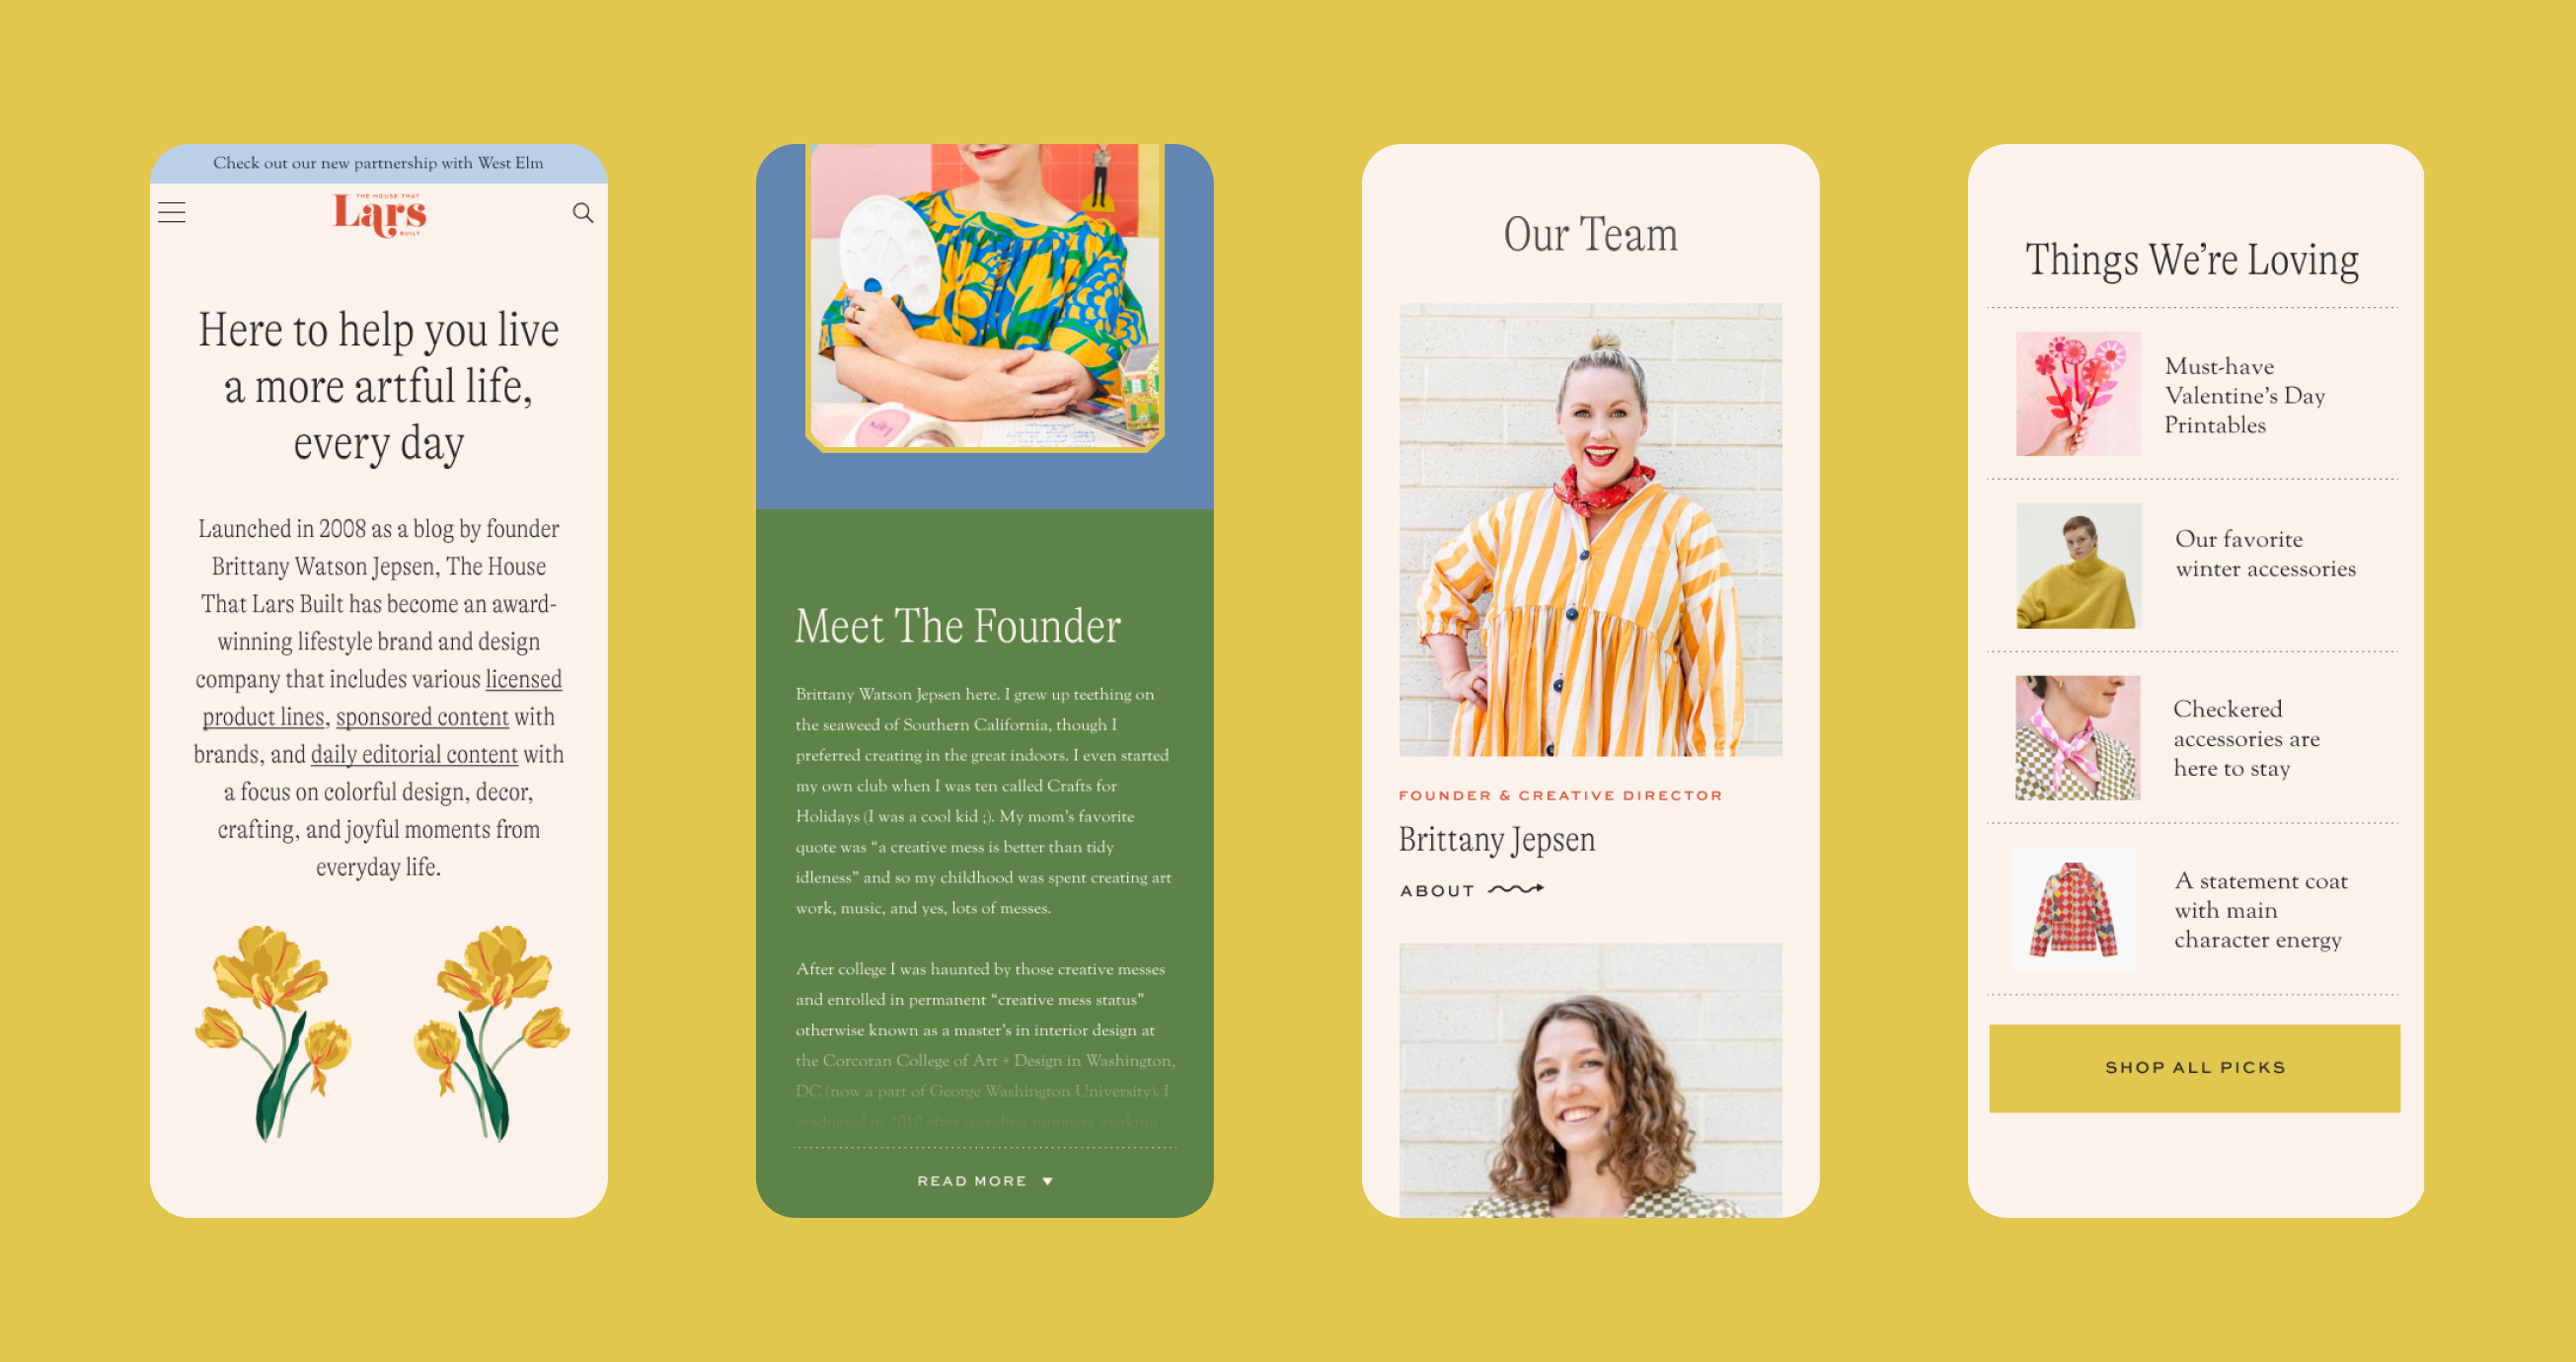 Check out our new partnership with West Elm
THE HOUSE THAT
Lars
BUILT
Here to help you live
a more artful life,
every day
Launched in 2008 as a blog by founder
Brittany Watson Jepsen, The House
That Lars Built has become an award-
winning lifestyle brand and design
company that includes various licensed
product lines, sponsored content with
brands, and daily editorial content with
a focus on colorful design, decor,
crafting, and joyful moments from
everyday life.
Meet The Founder
Brittany Watson Jepsen here. I grew up teething on
the seaweed of Southern California, though I
preferred creating in the great indoors. I even started
my own club when I was ten called Crafts for
Holidays (I was a cool kid ;). My mom’s favorite
quote was “a creative mess is better than tidy
idleness” and so my childhood was spent creating art
work, music, and yes, lots of messes.
After college I was haunted by those creative messes
and enrolled in permanent “creative mess status”
otherwise known as a master’s in interior design at
the Corcoran College of Art + Design in Washington,
DC (now a part of George Washington University). I
graduated in 2010 after spending summers working
READ MORE
Our Team
FOUNDER & CREATIVE DIRECTOR
Brittany Jepsen
ABOUT
Things We’re Loving
Must-have
Valentine’s Day
Printables
Our favorite
winter accessories
Checkered
accessories are
here to stay
A statement coat
with main
character energy
SHOP ALL PICKS